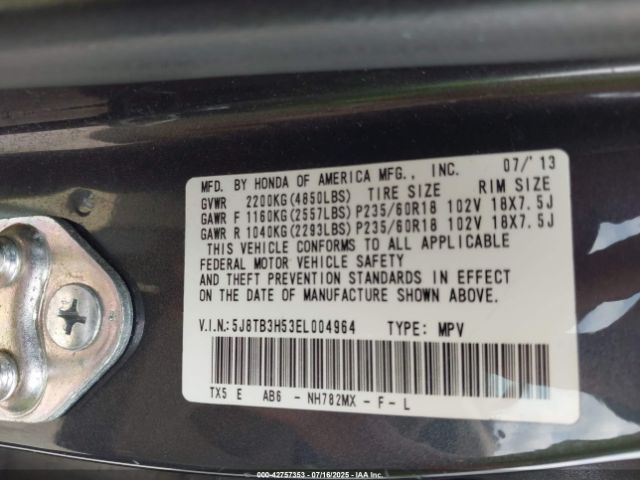 MFD. BY HONDA OF AMERICA MFG., INC. 07/'13
GVWR 2200KG(4850LBS) TIRE SIZE RIM SIZE
GAWR F 1160KG(2557LBS)P235/60R18 102V 18X7.5J
GAWR R 1040KG(2293LBS)P235/60R18 102V 18X7.5J
THIS VEHICLE CONFORMS TO ALL APPLICABLE
FEDERAL MOTOR VEHICLE SAFETY
AND THEFT PREVENTION STANDARDS IN EFFECT
ON THE DATE OF MANUFACTURE SHOWN ABOVE.
V.I.N.:5J8TB3H53EL004964 TYPE: MPV
TX5 E AB6 - NH782MX - F - L
000-42757353 - 07/16/2025 - IAA Inc.